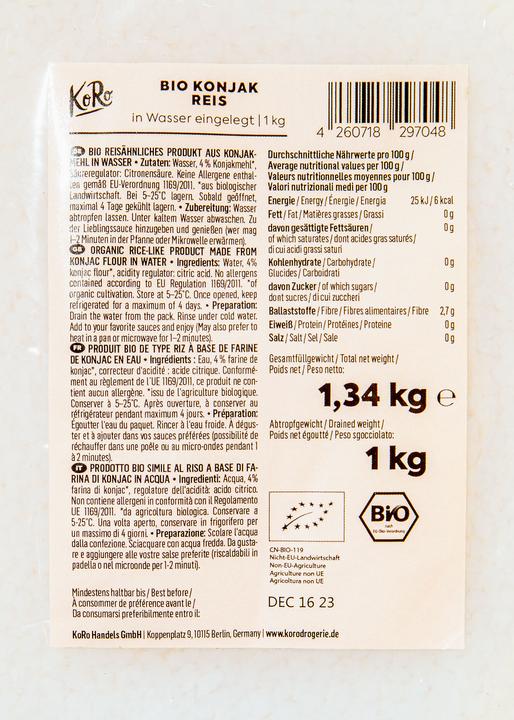 KoRo
BIO KONJAK
REIS
in Wasser eingelegt | 1 kg
4 260718 297048
DE BIO REISÄHNLICHES PRODUKT AUS KONJAK-
MEHL IN WASSER • Zutaten: Wasser, 4 % Konjakmehl*,
Säureregulator: Citronensäure. Keine Allergene enthal-
ten gemäß EU-Verordnung 1169/2011. *aus biologischer
Landwirtschaft. Bei 5–25°C lagern. Sobald geöffnet,
maximal 4 Tage gekühlt lagern. • Zubereitung: Wasser
abtropfen lassen. Unter kaltem Wasser abwaschen. Zu
der Lieblingssauce hinzugeben und genießen (wer mag
1–2 Minuten in der Pfanne oder Mikrowelle erwärmen).
GB ORGANIC RICE-LIKE PRODUCT MADE FROM
KONJAC FLOUR IN WATER • Ingredients: Water, 4%
konjac flour*, acidity regulator: citric acid. No allergens
contained according to EU Regulation 1169/2011. *of
organic cultivation. Store at 5–25°C. Once opened, keep
refrigerated for a maximum of 4 days. • Preparation:
Drain the water from the pack. Rinse under cold water.
Add to your favorite sauces and enjoy (May also prefer to
heat in a pan or microwave for 1–2 minutes).
FR PRODUIT BIO DE TYPE RIZ À BASE DE FARINE
DE KONJAC EN EAU • Ingrédients : Eau, 4 % farine de
konjac*, correcteur d'acidité : acide citrique. Conformé-
ment au règlement de l'UE 1169/2011, ce produit ne con-
tient aucun allergène. *issu de l'agriculture biologique.
Conserver à 5–25°C. Après ouverture, à conserver au
réfrigérateur pendant maximum 4 jours. • Préparation:
Égoutter l'eau du paquet. Rincer à l'eau froide. À dégus-
ter et à ajouter dans vos sauces préférées (possibilité de
réchauffer dans une poêle ou au micro-ondes pendant 1
à 2 minutes).
IT PRODOTTO BIO SIMILE AL RISO A BASE DI FA-
RINA DI KONJAC IN ACQUA • Ingredienti: Acqua, 4%
farina di konjac*, regolatore dell'acidità: acido citrico.
Non contiene allergeni in conformità con il Regolamento
UE 1169/2011. *da agricoltura biologica. Conservare a
5-25°C. Una volta aperto, conservare in frigorifero per
un massimo di 4 giorni. • Preparazione: Scolare l'acqua
dalla confezione. Sciacquare con acqua fredda. Da gusta-
re e aggiungere alle vostre salse preferite (riscaldabili in
padella o nel microonde per 1-2 minuti).
Mindestens haltbar bis / Best before /
À consommer de préférence avant le /
Da consumarsi preferibilmente entro il:
Durchschnittliche Nährwerte pro 100 g /
Average nutritional values per 100 g /
Valeurs nutritionnelles moyennes pour 100 g /
Valori nutrizionali medi per 100 g
Energie / Energy / Énergie / Energia 25 kJ / 6 kcal
Fett / Fat / Matières grasses / Grassi 0 g
davon gesättigte Fettsäuren / 0 g
of which saturates / dont acides gras saturés /
di cui acidi grassi saturi
Kohlenhydrate / Carbohydrate / 0 g
Glucides / Carboidrati
davon Zucker / of which sugars / 0 g
dont sucres / di cui zuccheri
Ballaststoffe / Fibre / Fibres alimentaires / Fibre 2,7 g
Eiweiß / Protein / Protéines / Proteine 0 g
Salz / Salt / Sel / Sale 0 g
Gesamtfüllgewicht / Total net weight /
Poids net / Peso netto:
1,34 kg ℮
Abtropfgewicht / Drained weight /
Poids net égoutté / Peso sgocciolato:
1 kg
Bio
nach
EG-Öko-Verordnung
CN-BIO-119
Nicht-EU-Landwirtschaft
Non-EU-Agriculture
Agriculture non UE
Agricoltura non UE
DEC 16 23
KoRo Handels GmbH | Koppenplatz 9, 10115 Berlin, Germany | www.korodrogerie.de